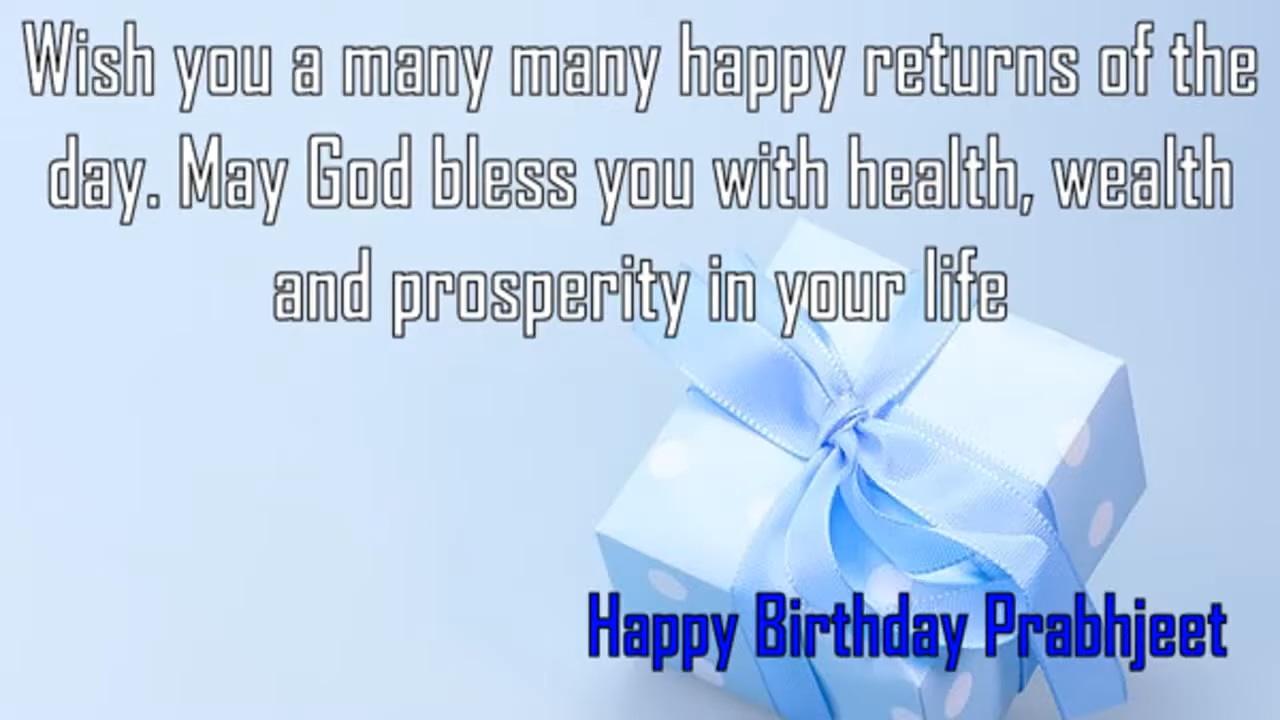 Wish you a many many happy returns of the
day. May God bless you with health, wealth
and prosperity in your life
Happy Birthday Prabhjeet